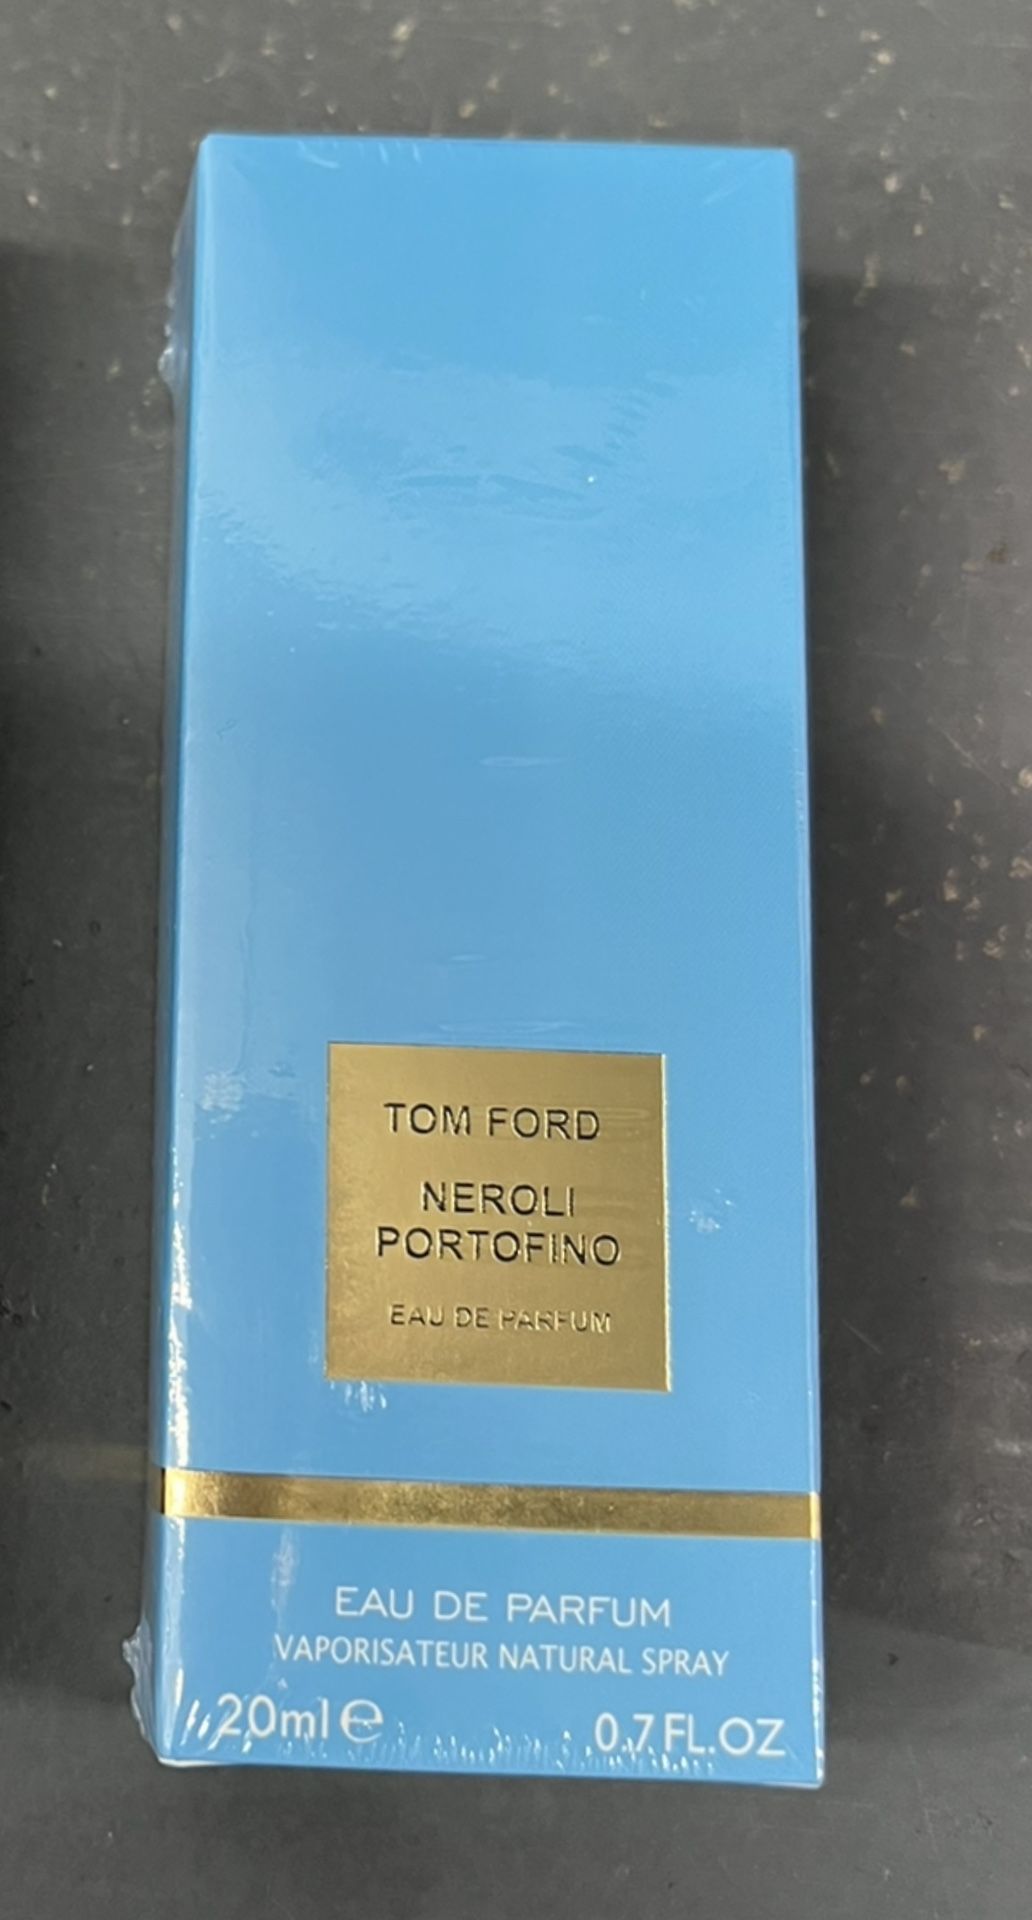 TOM FORD
NEROLI
PORTOFINO
EAU DE PARFUM
EAU DE PARFUM
VAPORISATEUR NATURAL SPRAY
20ml e 0.7 FL.OZ